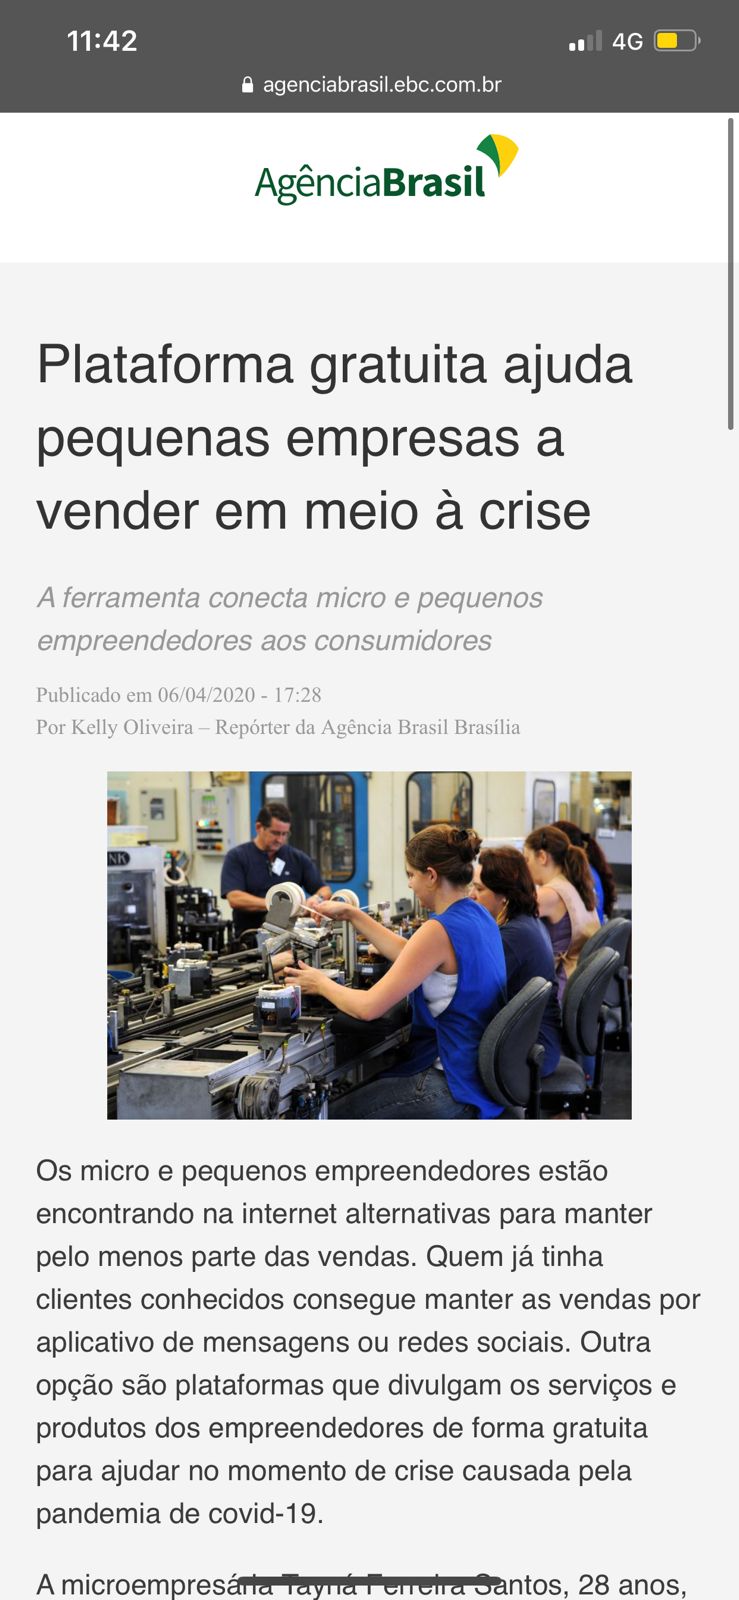 11:42
4G
agenciabrasil.ebc.com.br
AgênciaBrasil
Plataforma gratuita ajuda
pequenas empresas a
vender em meio à crise
A ferramenta conecta micro e pequenos
empreendedores aos consumidores
Publicado em 06/04/2020 - 17:28
Por Kelly Oliveira – Repórter da Agência Brasil Brasília
NK
Os micro e pequenos empreendedores estão
encontrando na internet alternativas para manter
pelo menos parte das vendas. Quem já tinha
clientes conhecidos consegue manter as vendas por
aplicativo de mensagens ou redes sociais. Outra
opção são plataformas que divulgam os serviços e
produtos dos empreendedores de forma gratuita
para ajudar no momento de crise causada pela
pandemia de covid-19.
A microempresária Tayná Ferreira Santos, 28 anos,